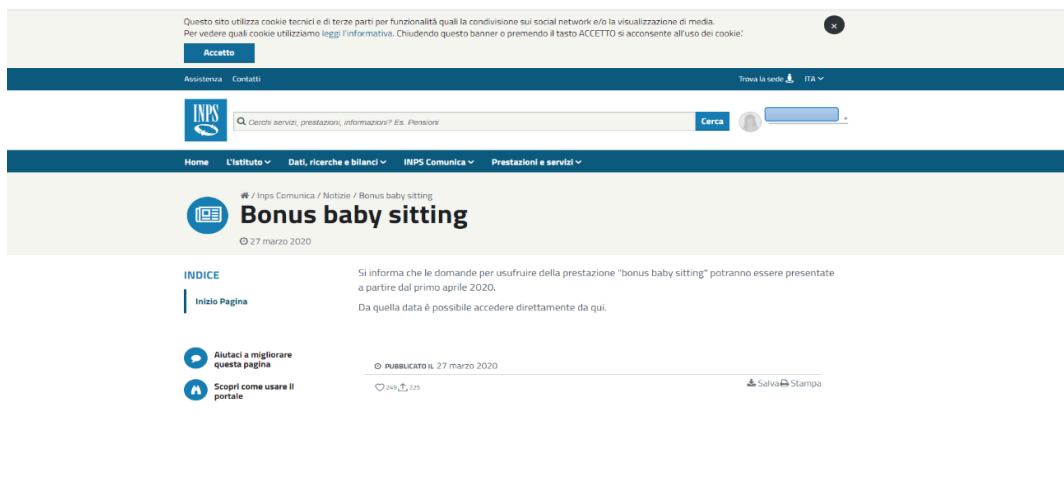 Questo sito utilizza cookie tecnici e di terze parti per funzionalità quali la condivisione sui social network e/o la visualizzazione di media.
Per vedere quali cookie utilizziamo leggi l'informativa. Chiudendo questo banner o premendo il tasto ACCETTO si acconsente all'uso dei cookie.'
Accetto
Assistenza Contatti Trova la sede ITA
INPS
Cerchi servizi, prestazioni, informazioni? Es. Pensioni Cerca
Home L'Istituto Dati, ricerche e bilanci INPS Comunica Prestazioni e servizi
/ Inps Comunica / Notizie / Bonus baby sitting
Bonus baby sitting
27 marzo 2020
INDICE
Inizio Pagina
Si informa che le domande per usufruire della prestazione "bonus baby sitting" potranno essere presentate
a partire dal primo aprile 2020.
Da quella data è possibile accedere direttamente da qui.
Aiutaci a migliorare
questa pagina
Scopri come usare il
portale
PUBBLICATO IL 27 marzo 2020
249 225 Salva Stampa